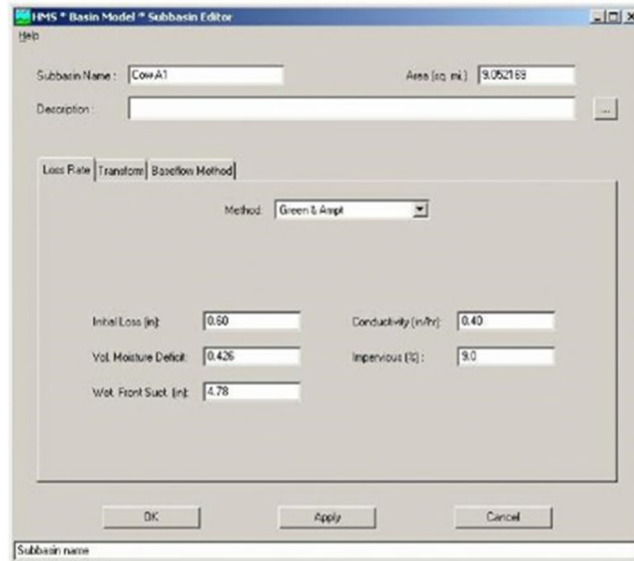 HMS * Basin Model * Subbasin Editor
Help
Subbasin Name : Cow-A1 Area (sq. mi.) 9.052169
Description : ...
Loss Rate Transform Baseflow Method
Method: Green & Ampt
Initial Loss (in): 0.60 Conductivity (in/hr): 0.40
Vol. Moisture Deficit: 0.426 Impervious (%) : 9.0
Wet. Front Suct. (in): 4.78
OK Apply Cancel
Subbasin name